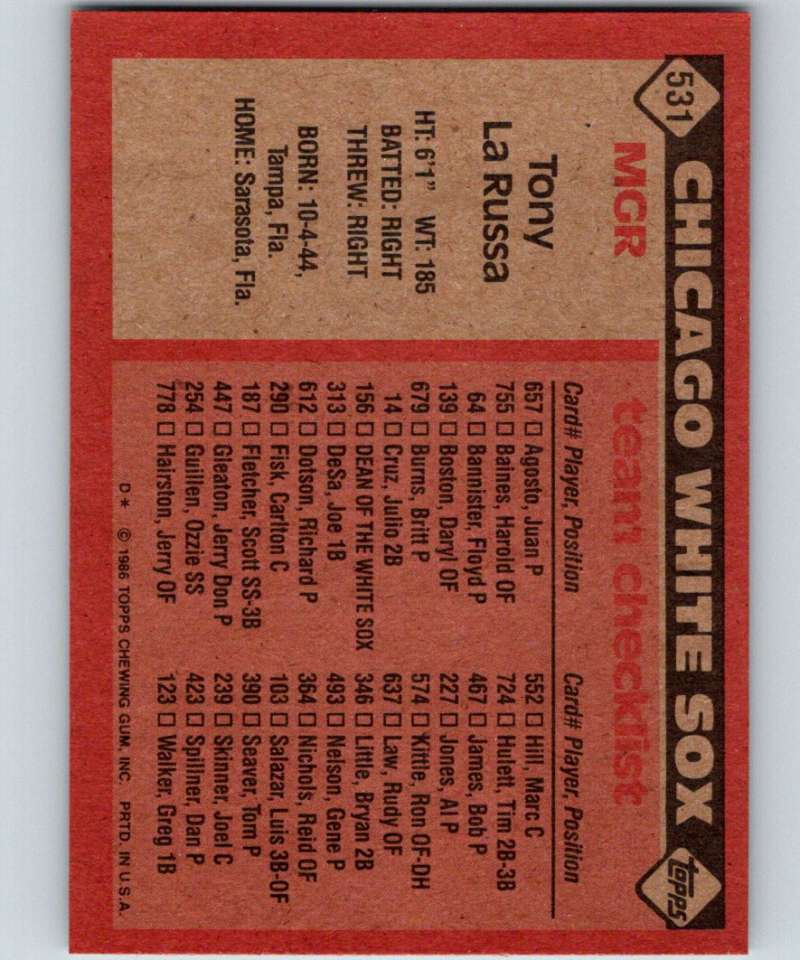 531 CHICAGO WHITE SOX topps
MGR
Tony
La Russa
HT: 6'1" WT: 185
BATTED: RIGHT
THREW: RIGHT
BORN: 10-4-44,
Tampa, Fla.
HOME: Sarasota, Fla.
team checklist
Card# Player, Position
657 ☐ Agosto, Juan P
755 ☐ Baines, Harold OF
64 ☐ Bannister, Floyd P
139 ☐ Boston, Daryl OF
679 ☐ Burns, Britt P
14 ☐ Cruz, Julio 2B
156 ☐ DEAN OF THE WHITE SOX
313 ☐ DeSa, Joe 1B
612 ☐ Dotson, Richard P
290 ☐ Fisk, Carlton C
187 ☐ Fletcher, Scott SS-3B
447 ☐ Gleaton, Jerry Don P
254 ☐ Guillen, Ozzie SS
778 ☐ Hairston, Jerry OF
Card# Player, Position
552 ☐ Hill, Marc C
724 ☐ Hulett, Tim 2B-3B
467 ☐ James, Bob P
227 ☐ Jones, Al P
574 ☐ Kittle, Ron OF-DH
637 ☐ Law, Rudy OF
346 ☐ Little, Bryan 2B
493 ☐ Nelson, Gene P
364 ☐ Nichols, Reid OF
103 ☐ Salazar, Luis 3B-OF
390 ☐ Seaver, Tom P
239 ☐ Skinner, Joel C
423 ☐ Spillner, Dan P
123 ☐ Walker, Greg 1B
D* © 1986 TOPPS CHEWING GUM, INC. PRTD. IN U.S.A.